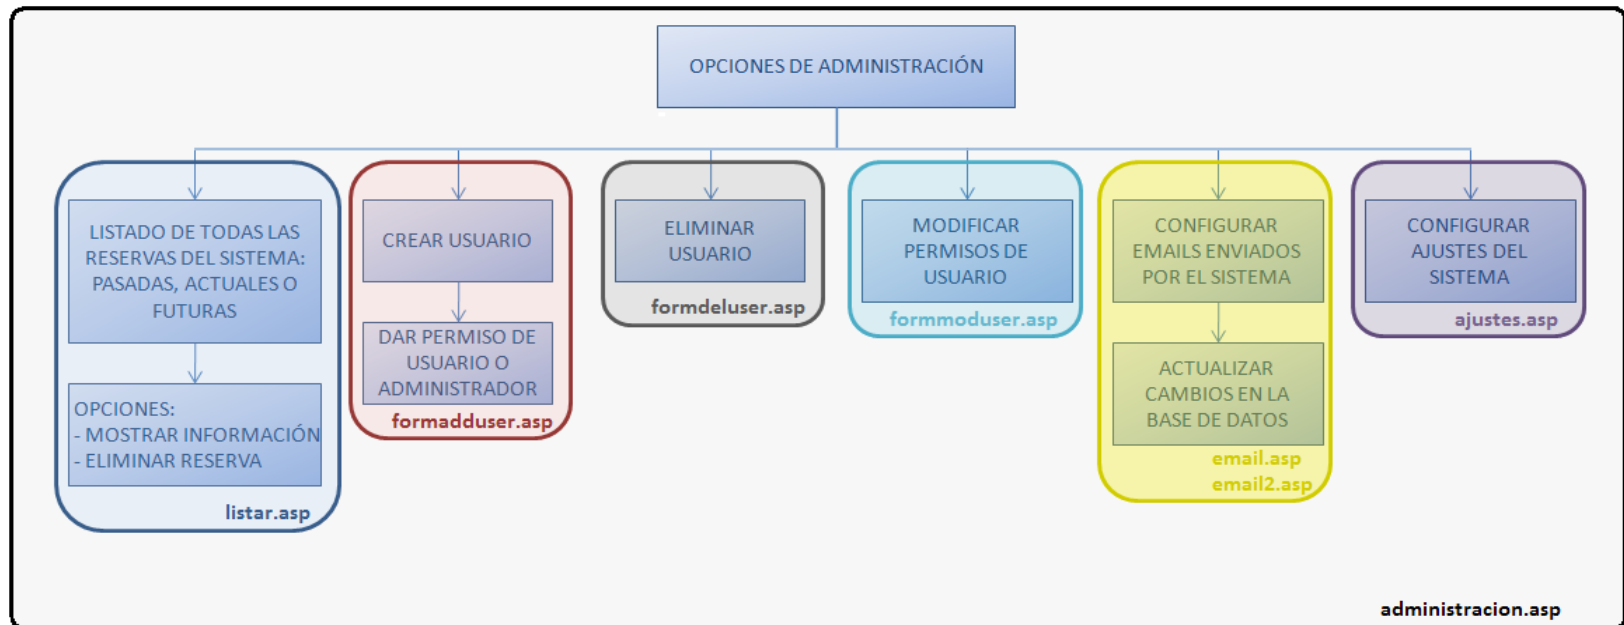 OPCIONES DE ADMINISTRACIÓN
LISTADO DE TODAS LAS
RESERVAS DEL SISTEMA:
PASADAS, ACTUALES O
FUTURAS
OPCIONES:
- MOSTRAR INFORMACIÓN
- ELIMINAR RESERVA
listar.asp
CREAR USUARIO
DAR PERMISO DE
USUARIO O
ADMINISTRADOR
formadduser.asp
ELIMINAR
USUARIO
formdeluser.asp
MODIFICAR
PERMISOS DE
USUARIO
formmoduser.asp
CONFIGURAR
EMAILS ENVIADOS
POR EL SISTEMA
ACTUALIZAR
CAMBIOS EN LA
BASE DE DATOS
email.asp
email2.asp
CONFIGURAR
AJUSTES DEL
SISTEMA
ajustes.asp
administracion.asp